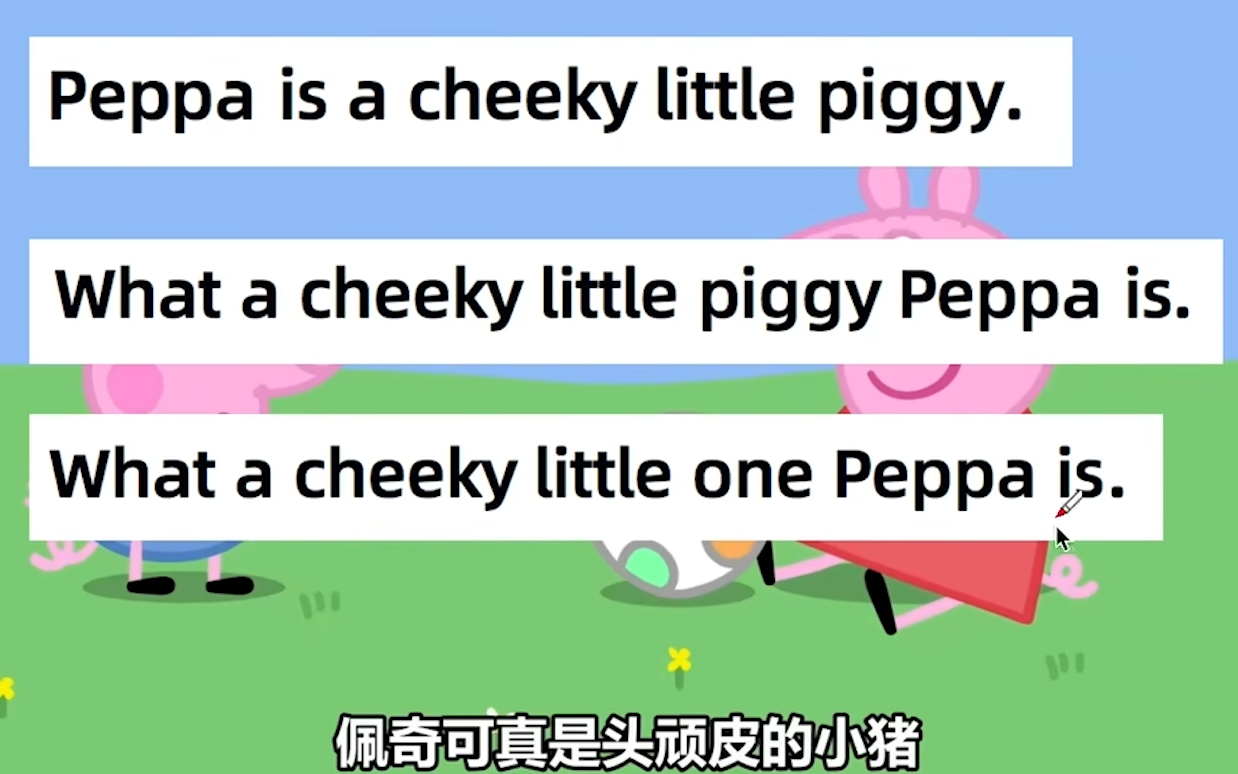 Peppa is a cheeky little piggy.
What a cheeky little piggy Peppa is.
What a cheeky little one Peppa is.
佩奇可真是头顽皮的小猪